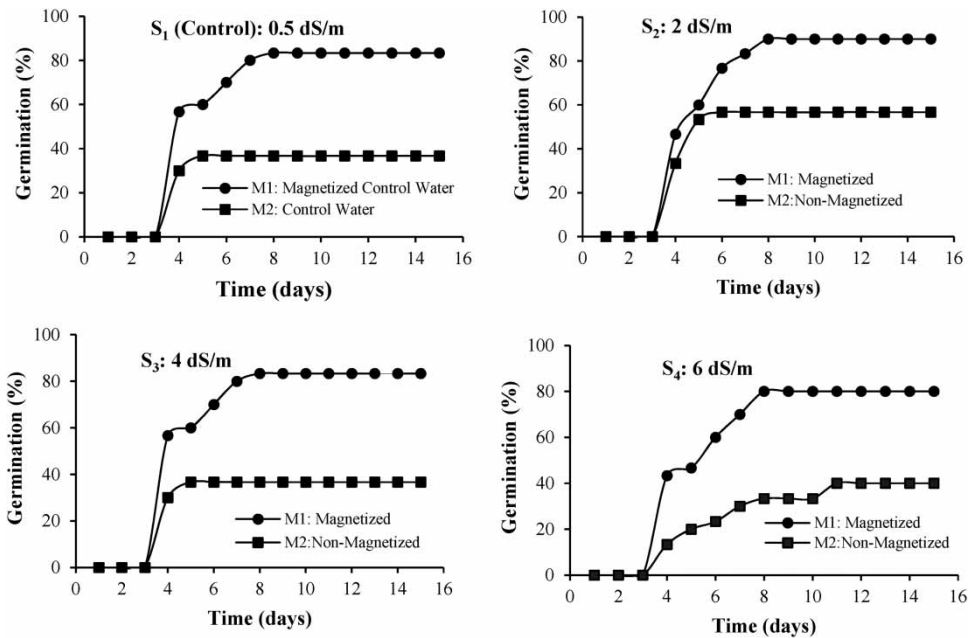 S1 (Control): 0.5 dS/m
Germination (%)
100
80
60
40
20
0
M1: Magnetized Control Water
M2: Control Water
0 2 4 6 8 10 12 14 16
Time (days)
S2: 2 dS/m
Germination (%)
100
80
60
40
20
0
M1: Magnetized
M2:Non-Magnetized
0 2 4 6 8 10 12 14 16
Time (days)
S3: 4 dS/m
Germination (%)
100
80
60
40
20
0
M1: Magnetized
M2:Non-Magnetized
0 2 4 6 8 10 12 14 16
Time (days)
S4: 6 dS/m
Germination (%)
100
80
60
40
20
0
M1: Magnetized
M2:Non-Magnetized
0 2 4 6 8 10 12 14 16
Time (days)